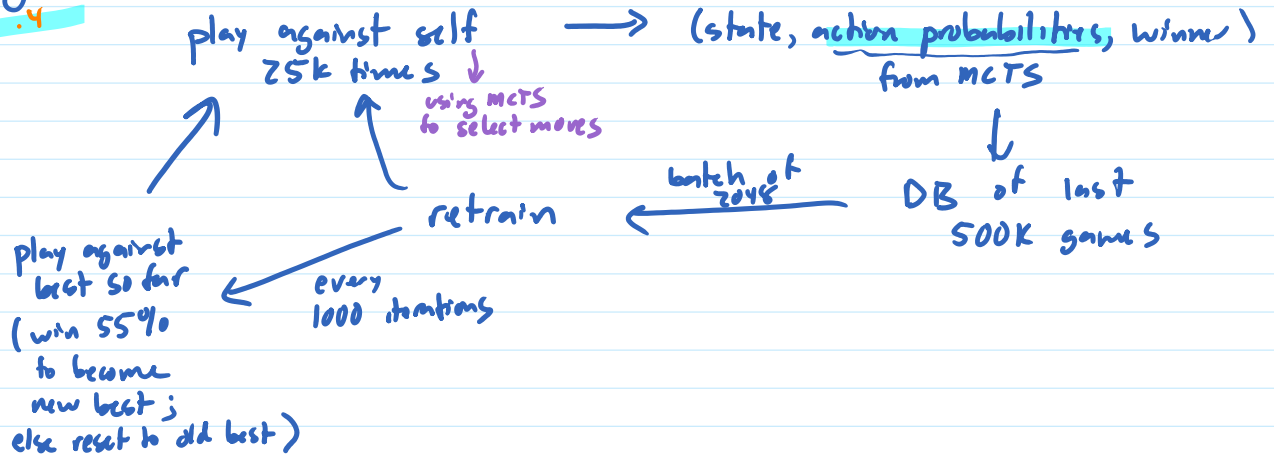 .4
play against self → (state, action probabilities, winner)
25k times
from MCTS
using MCTS
to select moves
batch of
2048
DB of last
500K games
retrain
play against
best so far
(win 55%
to become
new best;
else reset to old best)
every
1000 iterations